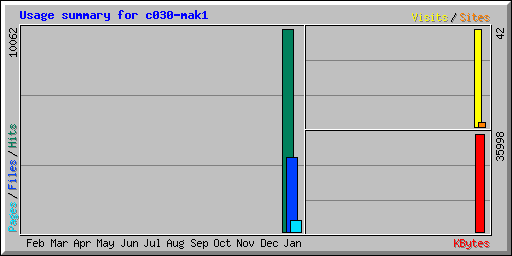 Usage summary for c030-mak1
Visits / Sites
10062
42
Pages / Files / Hits
35998
Feb Mar Apr May Jun Jul Aug Sep Oct Nov Dec Jan
KBytes